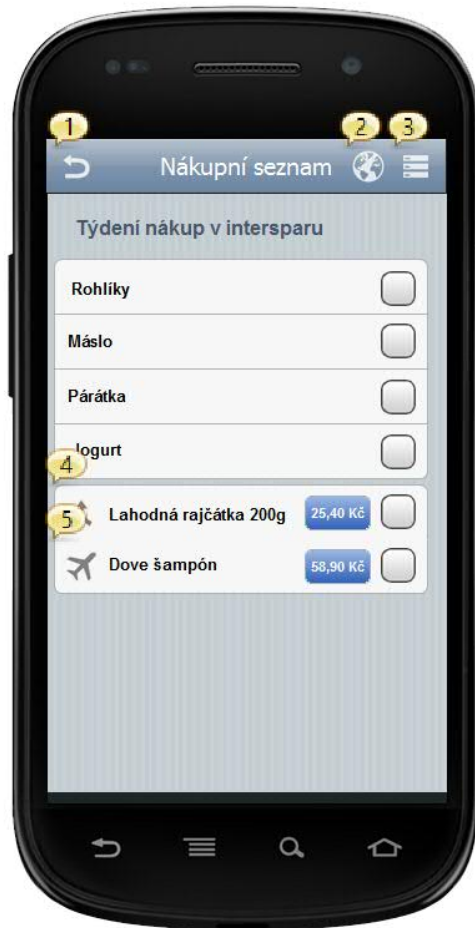 1
2
3
Nákupní seznam
Týdení nákup v intersparu
Rohlíky
Máslo
Párátka
Jogurt
4
5
Lahodná rajčátka 200g 25,40 Kč
Dove šampón 58,90 Kč